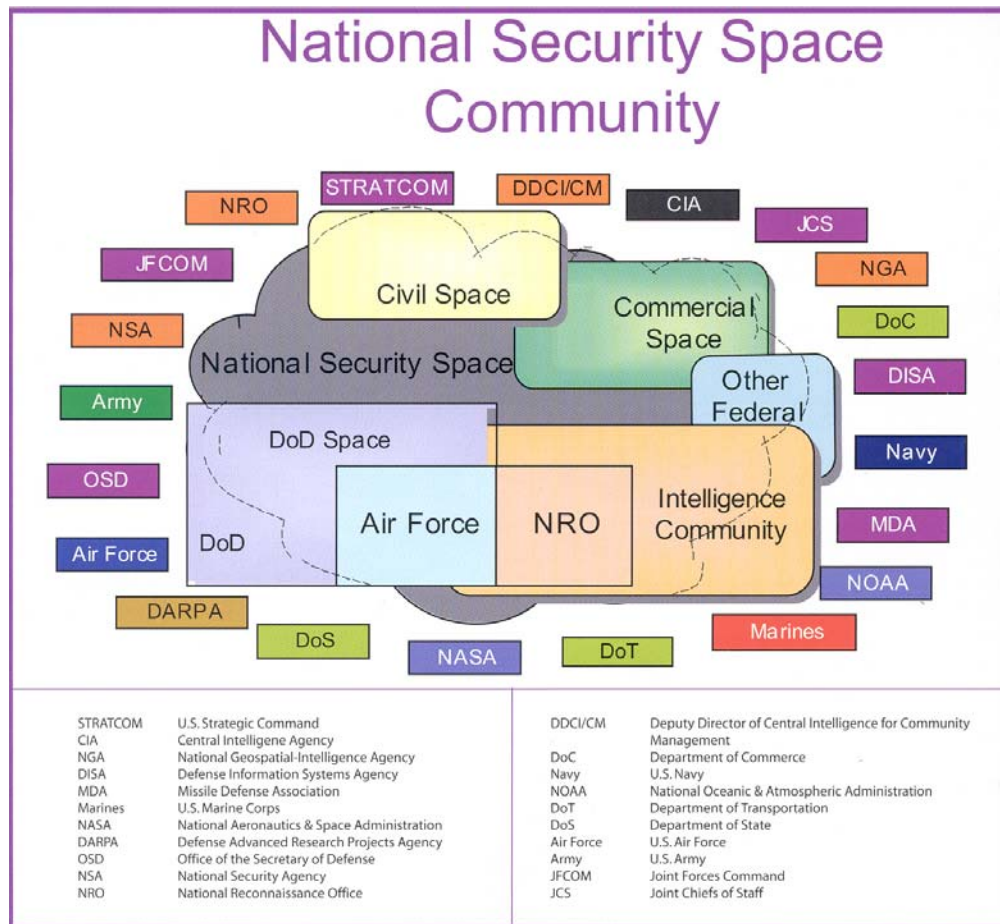 National Security Space
Community
STRATCOM
DDCI/CM
NRO
CIA
JCS
JFCOM
NGA
Civil Space
Commercial
Space
DoC
NSA
National Security Space
DISA
Other
Federal
Army
DoD Space
Navy
OSD
Intelligence
Community
Air Force
NRO
MDA
DoD
Air Force
NOAA
DARPA
Marines
DoS
NASA
DoT
STRATCOM U.S. Strategic Command
CIA Central Intelligene Agency
NGA National Geospatial-Intelligence Agency
DISA Defense Information Systems Agency
MDA Missile Defense Association
Marines U.S. Marine Corps
NASA National Aeronautics & Space Administration
DARPA Defense Advanced Research Projects Agency
OSD Office of the Secretary of Defense
NSA National Security Agency
NRO National Reconnaissance Office
DDCI/CM Deputy Director of Central Intelligence for Community
Management
DoC Department of Commerce
Navy U.S. Navy
NOAA National Oceanic & Atmospheric Administration
DoT Department of Transportation
DoS Department of State
Air Force U.S. Air Force
Army U.S. Army
JFCOM Joint Forces Command
JCS Joint Chiefs of Staff